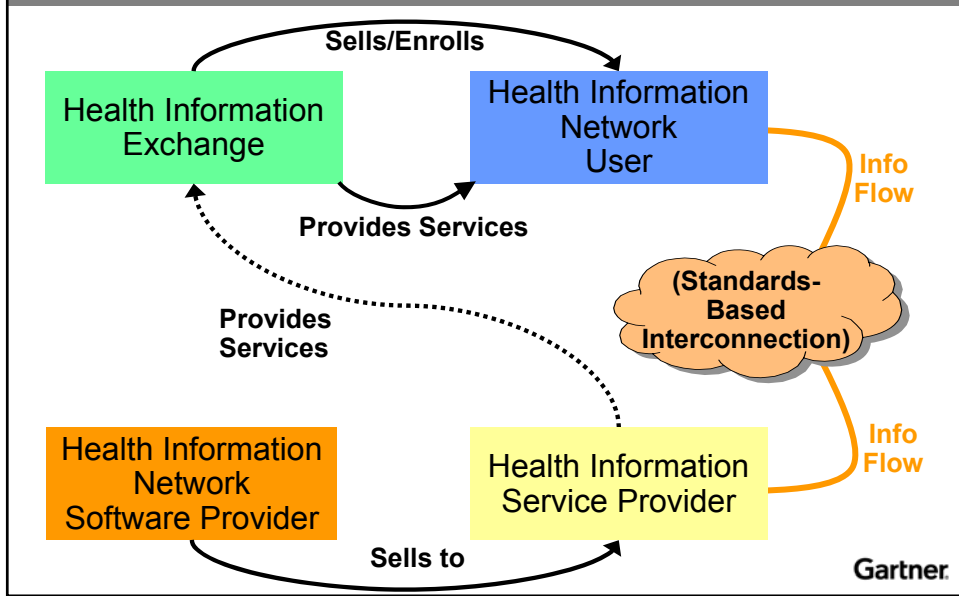 Sells/Enrolls
Health Information
Exchange
Health Information
Network
User
Info
Flow
Provides Services
(Standards-
Based
Interconnection)
Provides
Services
Info
Flow
Health Information
Network
Software Provider
Health Information
Service Provider
Sells to
Gartner